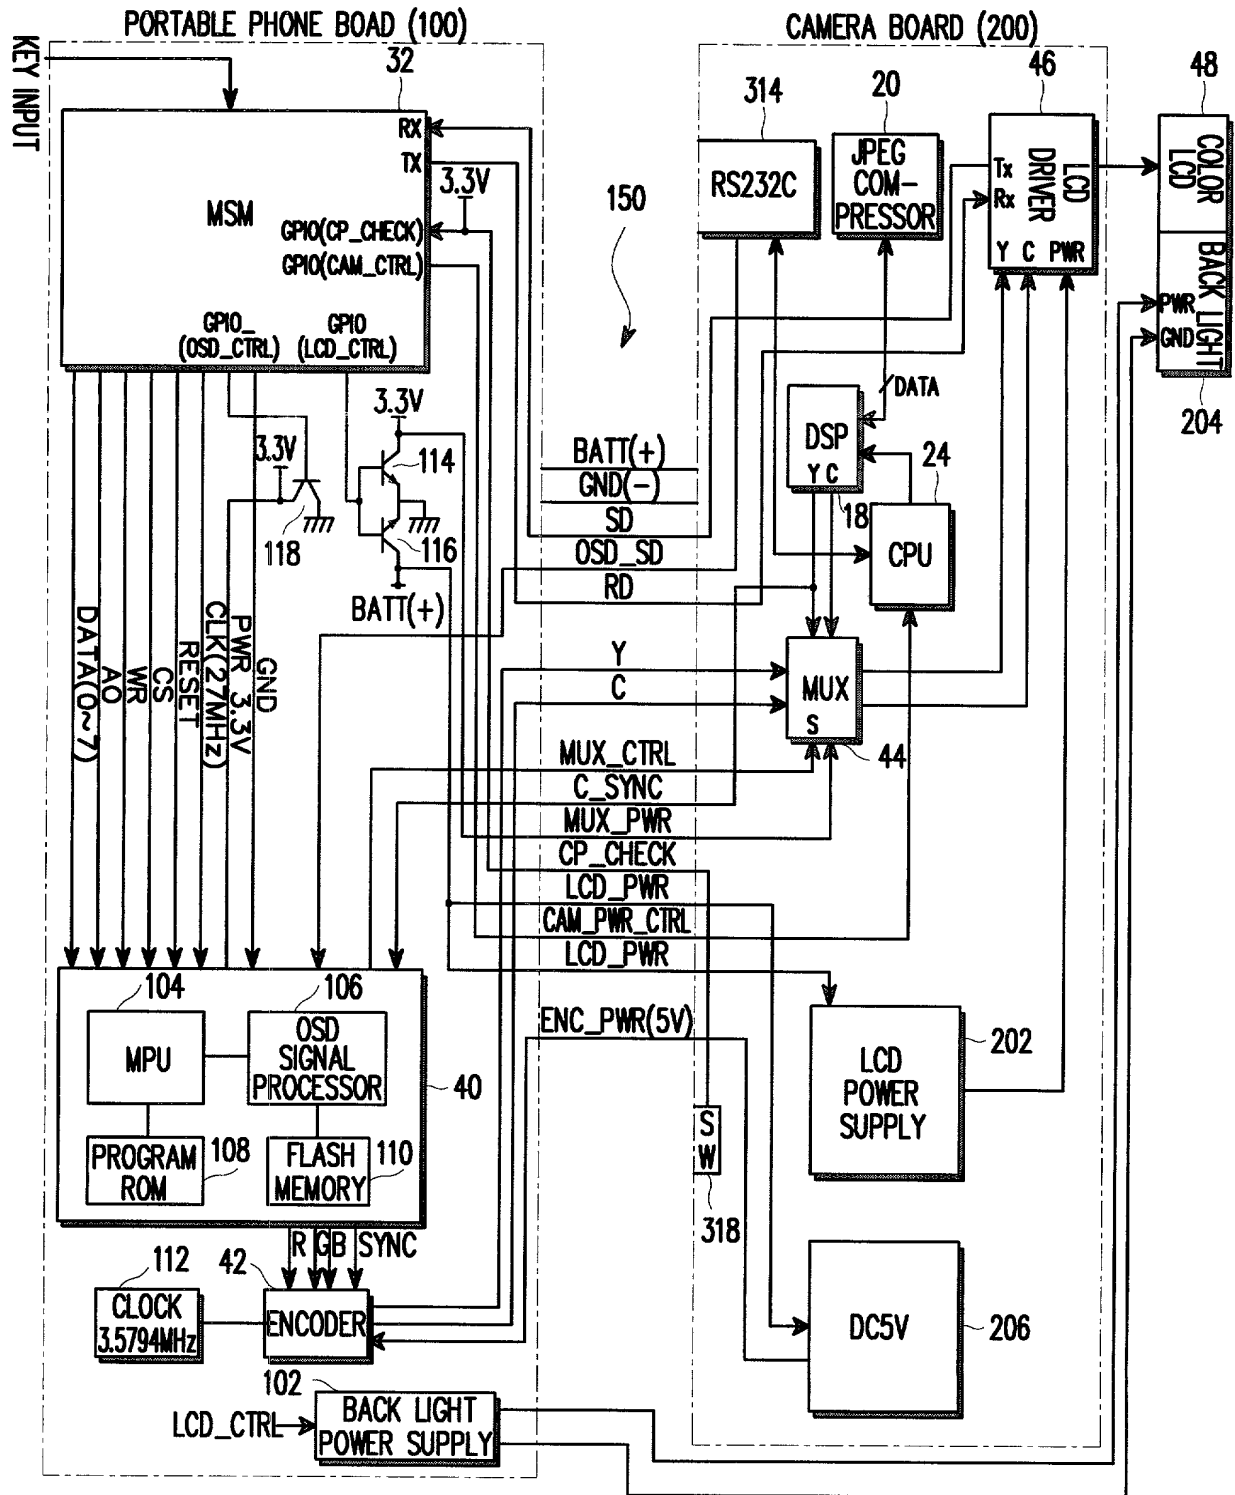 PORTABLE PHONE BOAD (100)
CAMERA BOARD (200)
KEY INPUT
32
MSM
RX
TX
3.3V
GPIO(CP_CHECK)
GPIO(CAM_CTRL)
GPIO_
(OSD_CTRL)
GPIO
(LCD_CTRL)
150
314
RS232C
20
JPEG
COM-
PRESSOR
46
LCD
DRIVER
Tx
Rx
Y C PWR
48
COLOR
LCD
BACK LIGHT
PWR
GND
204
DATA
DSP
Y C
18
24
CPU
3.3V
114
116
BATT(+)
3.3V
118
BATT(+)
GND(-)
SD
OSD_SD
RD
Y
C
MUX
S
44
MUX_CTRL
C_SYNC
MUX_PWR
CP_CHECK
LCD_PWR
CAM_PWR_CTRL
LCD_PWR
ENC_PWR(5V)
DATA(0~7)
AO
WR
CS
RESET
CLK(27MHz)
PWR 3.3V
GND
104
MPU
106
OSD
SIGNAL
PROCESSOR
40
PROGRAM
ROM
108
FLASH
MEMORY
110
R G B SYNC
112
CLOCK
3.5794MHz
42
ENCODER
102
LCD_CTRL
BACK LIGHT
POWER SUPPLY
LCD
POWER
SUPPLY
202
S
W
318
DC5V
206